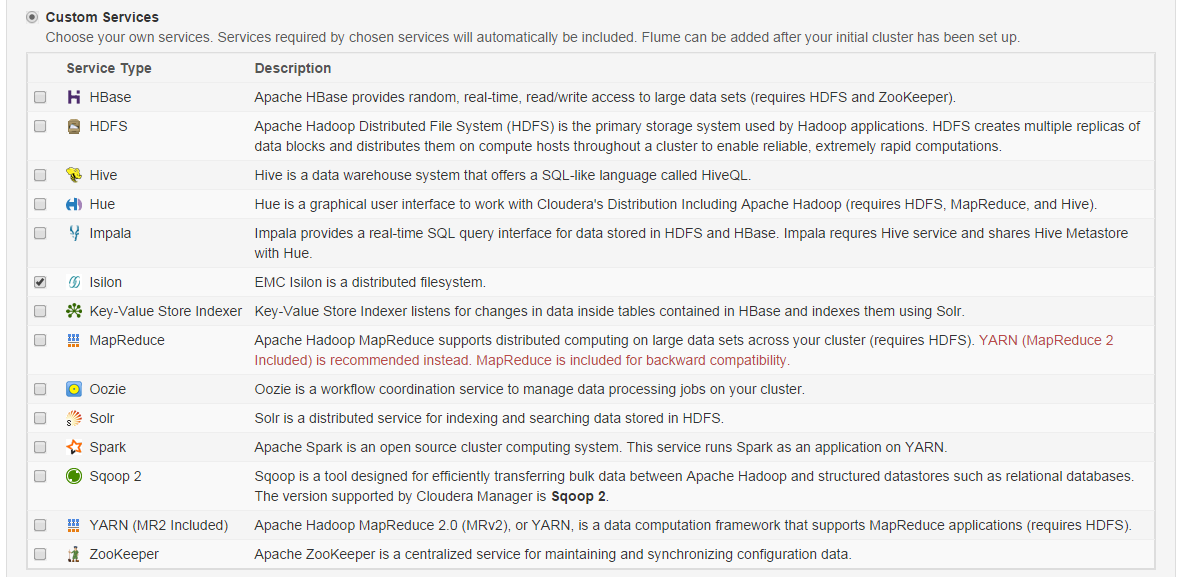 Custom Services
Choose your own services. Services required by chosen services will automatically be included. Flume can be added after your initial cluster has been set up.
Service Type Description
HBase Apache HBase provides random, real-time, read/write access to large data sets (requires HDFS and ZooKeeper).
HDFS Apache Hadoop Distributed File System (HDFS) is the primary storage system used by Hadoop applications. HDFS creates multiple replicas of
data blocks and distributes them on compute hosts throughout a cluster to enable reliable, extremely rapid computations.
Hive Hive is a data warehouse system that offers a SQL-like language called HiveQL.
Hue Hue is a graphical user interface to work with Cloudera's Distribution Including Apache Hadoop (requires HDFS, MapReduce, and Hive).
Impala Impala provides a real-time SQL query interface for data stored in HDFS and HBase. Impala requres Hive service and shares Hive Metastore
with Hue.
Isilon EMC Isilon is a distributed filesystem.
Key-Value Store Indexer Key-Value Store Indexer listens for changes in data inside tables contained in HBase and indexes them using Solr.
MapReduce Apache Hadoop MapReduce supports distributed computing on large data sets across your cluster (requires HDFS). YARN (MapReduce 2
Included) is recommended instead. MapReduce is included for backward compatibility.
Oozie Oozie is a workflow coordination service to manage data processing jobs on your cluster.
Solr Solr is a distributed service for indexing and searching data stored in HDFS.
Spark Apache Spark is an open source cluster computing system. This service runs Spark as an application on YARN.
Sqoop 2 Sqoop is a tool designed for efficiently transferring bulk data between Apache Hadoop and structured datastores such as relational databases.
The version supported by Cloudera Manager is Sqoop 2.
YARN (MR2 Included) Apache Hadoop MapReduce 2.0 (MRv2), or YARN, is a data computation framework that supports MapReduce applications (requires HDFS).
ZooKeeper Apache ZooKeeper is a centralized service for maintaining and synchronizing configuration data.